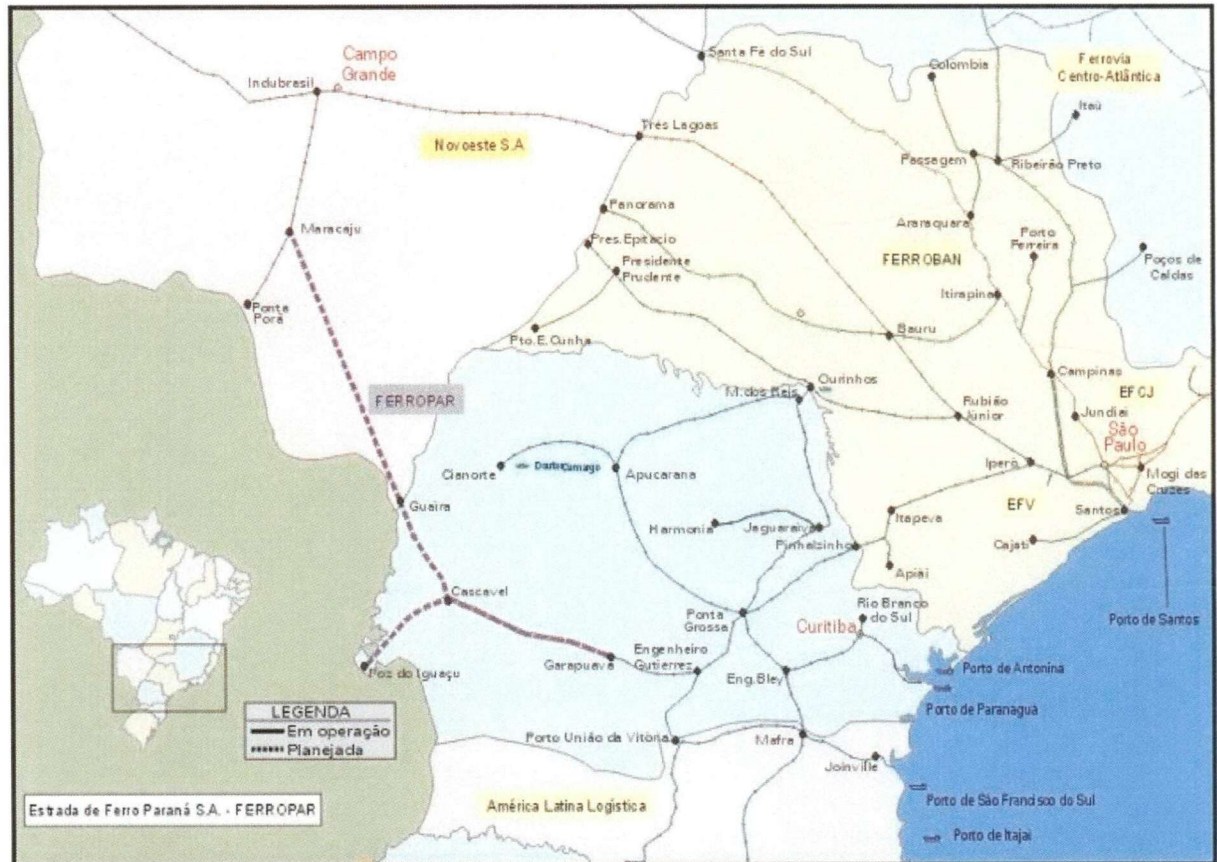 Santa Fé do Sul
Colombia
Ferrovia
Centro-Atlântica
Campo
Grande
Indubrasil
Itaú
Três Lagoas
Novoeste S.A
Passagem
Ribeirão Preto
Panorama
Araraquara
Porto
Ferreira
Maracaju
Pres. Epitácio
Presidente
Prudente
FERROBAN
Poços de
Caldas
Itirapina
Ponta
Porã
Pto. E. Cunha
Bauru
Campinas
FERROPAR
Ourinhos
M. dos Reis
EFCJ
Rubião
Júnior
Jundiaí
São
Paulo
Cianorte
Doutor Camargo
Apucarana
Iperó
Mogi das
Cruzes
Guaíra
EFV
Santos
Harmonia
Jaguaraiva
Itapeva
Pinhalzinho
Cajati
Apiaí
Cascavel
Rio Branco
do Sul
Ponta
Grossa
Curitiba
Porto de Santos
Garapuava
Engenheiro
Gutierrez
Foz do Iguaçu
Eng. Bley
Porto de Antonina
Porto de Paranaguá
LEGENDA
Em operação
Planejada
Porto União da Vitória
Mafra
Joinville
América Latina Logística
Porto de São Francisco do Sul
Estrada de Ferro Paraná S.A. - FERROPAR
Porto de Itajaí